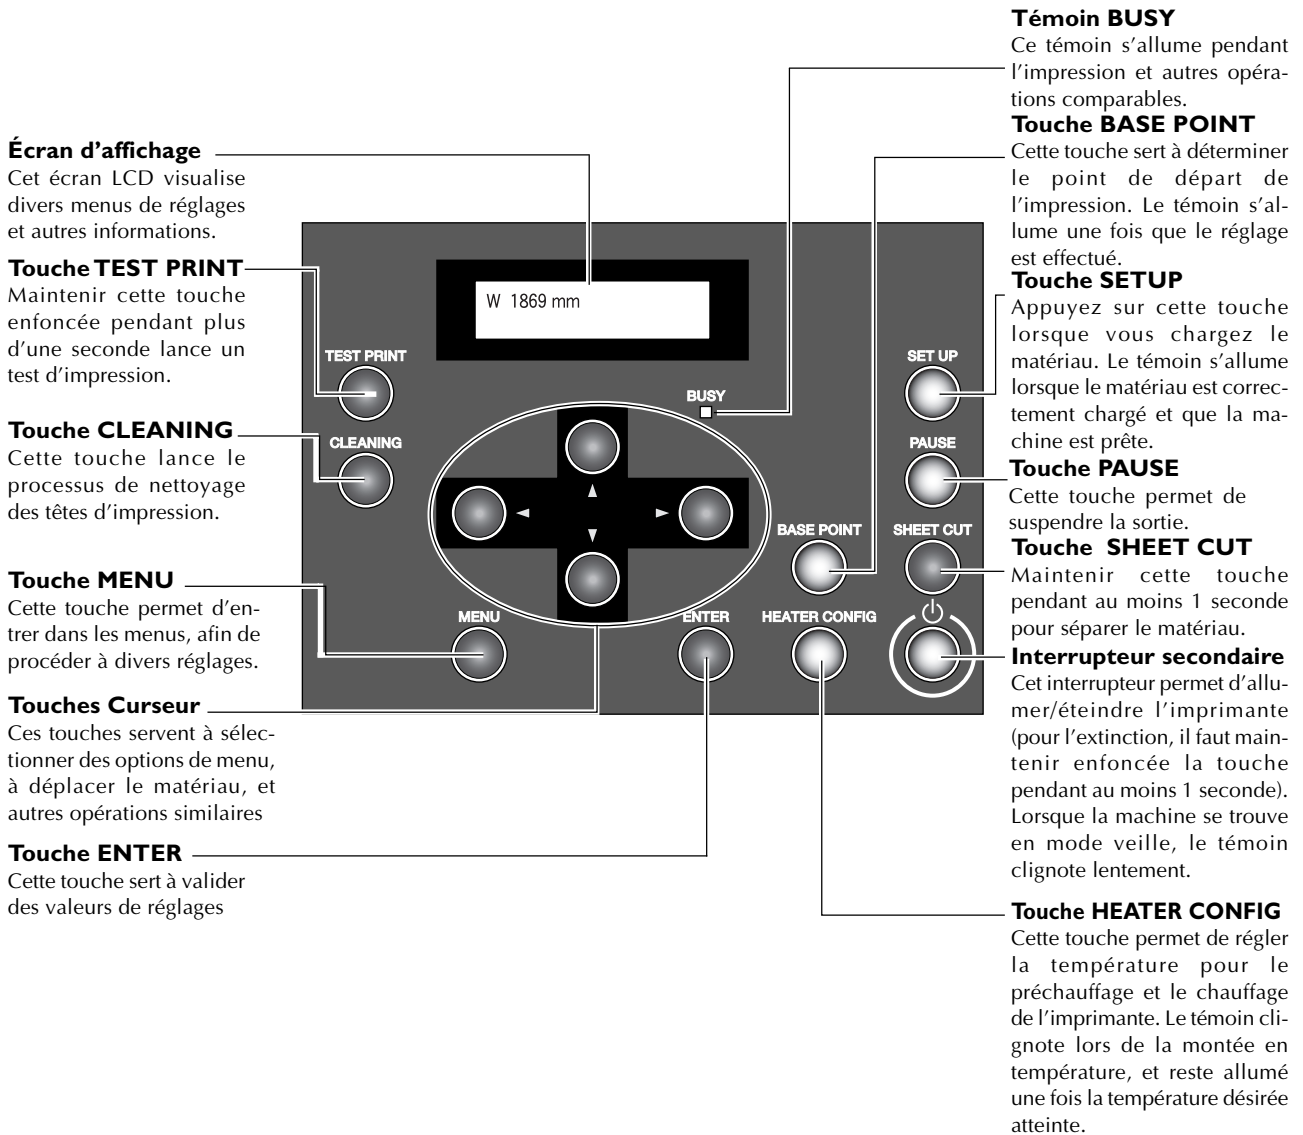 Écran d'affichage
Cet écran LCD visualise
divers menus de réglages
et autres informations.
Touche TEST PRINT
Maintenir cette touche
enfoncée pendant plus
d'une seconde lance un
test d'impression.
Touche CLEANING
Cette touche lance le
processus de nettoyage
des têtes d'impression.
Touche MENU
Cette touche permet d'en-
trer dans les menus, afin de
procéder à divers réglages.
Touches Curseur
Ces touches servent à sélec-
tionner des options de menu,
à déplacer le matériau, et
autres opérations similaires
Touche ENTER
Cette touche sert à valider
des valeurs de réglages
W 1869 mm
TEST PRINT
CLEANING
BUSY
SET UP
PAUSE
BASE POINT
SHEET CUT
MENU
ENTER
HEATER CONFIG
Témoin BUSY
Ce témoin s'allume pendant
l'impression et autres opéra-
tions comparables.
Touche BASE POINT
Cette touche sert à déterminer
le point de départ de
l'impression. Le témoin s'al-
lume une fois que le réglage
est effectué.
Touche SETUP
Appuyez sur cette touche
lorsque vous chargez le
matériau. Le témoin s'allume
lorsque le matériau est correc-
tement chargé et que la ma-
chine est prête.
Touche PAUSE
Cette touche permet de
suspendre la sortie.
Touche SHEET CUT
Maintenir cette touche
pendant au moins 1 seconde
pour séparer le matériau.
Interrupteur secondaire
Cet interrupteur permet d'allu-
mer/éteindre l'imprimante
(pour l'extinction, il faut main-
tenir enfoncée la touche
pendant au moins 1 seconde).
Lorsque la machine se trouve
en mode veille, le témoin
clignote lentement.
Touche HEATER CONFIG
Cette touche permet de régler
la température pour le
préchauffage et le chauffage
de l'imprimante. Le témoin cli-
gnote lors de la montée en
température, et reste allumé
une fois la température désirée
atteinte.